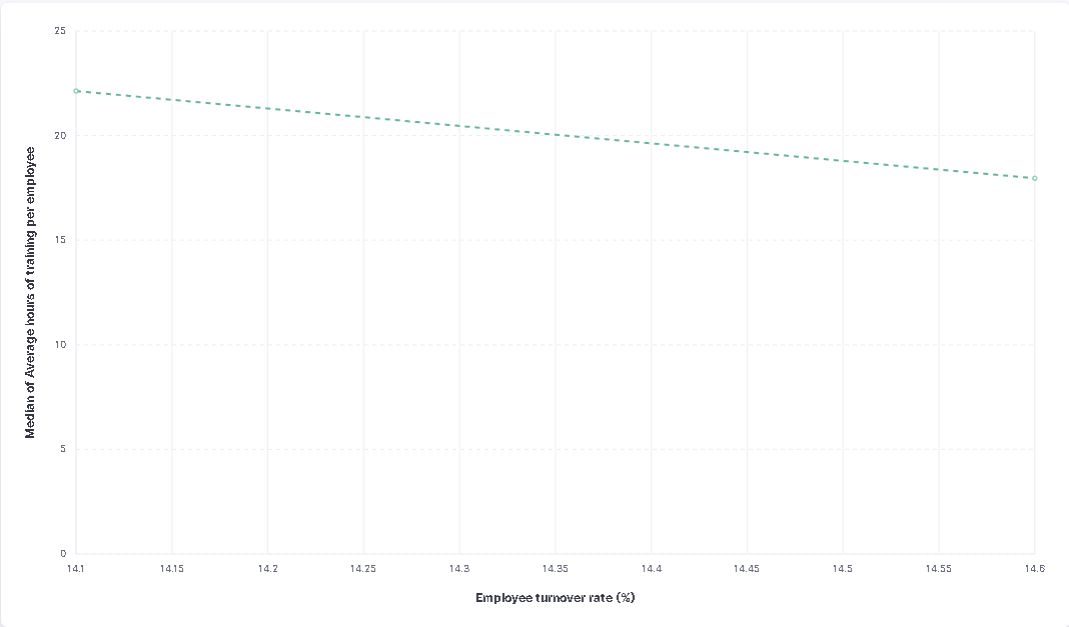 25
20
15
10
5
0
Median of Average hours of training per employee
14.1 14.15 14.2 14.25 14.3 14.35 14.4 14.45 14.5 14.55 14.6
Employee turnover rate (%)